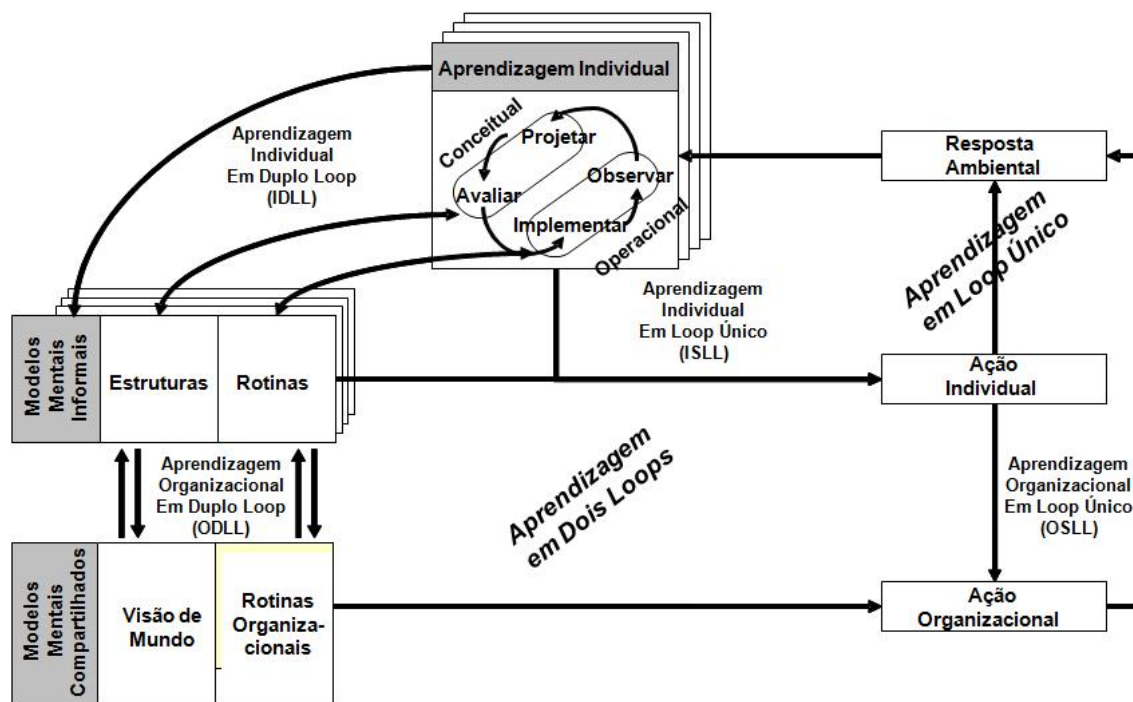 Aprendizagem Individual
Conceitual
Projetar
Observar
Avaliar
Implementar
Operacional
Aprendizagem
Individual
Em Duplo Loop
(IDLL)
Resposta
Ambiental
Aprendizagem
em Loop Único
Aprendizagem
Individual
Em Loop Único
(ISLL)
Modelos
Mentais
Informais
Estruturas
Rotinas
Ação
Individual
Aprendizagem
Organizacional
Em Duplo Loop
(ODLL)
Aprendizagem
em Dois Loops
Aprendizagem
Organizacional
Em Loop Único
(OSLL)
Modelos
Mentais
Compartilhados
Visão de
Mundo
Rotinas
Organiza-
cionais
Ação
Organizacional